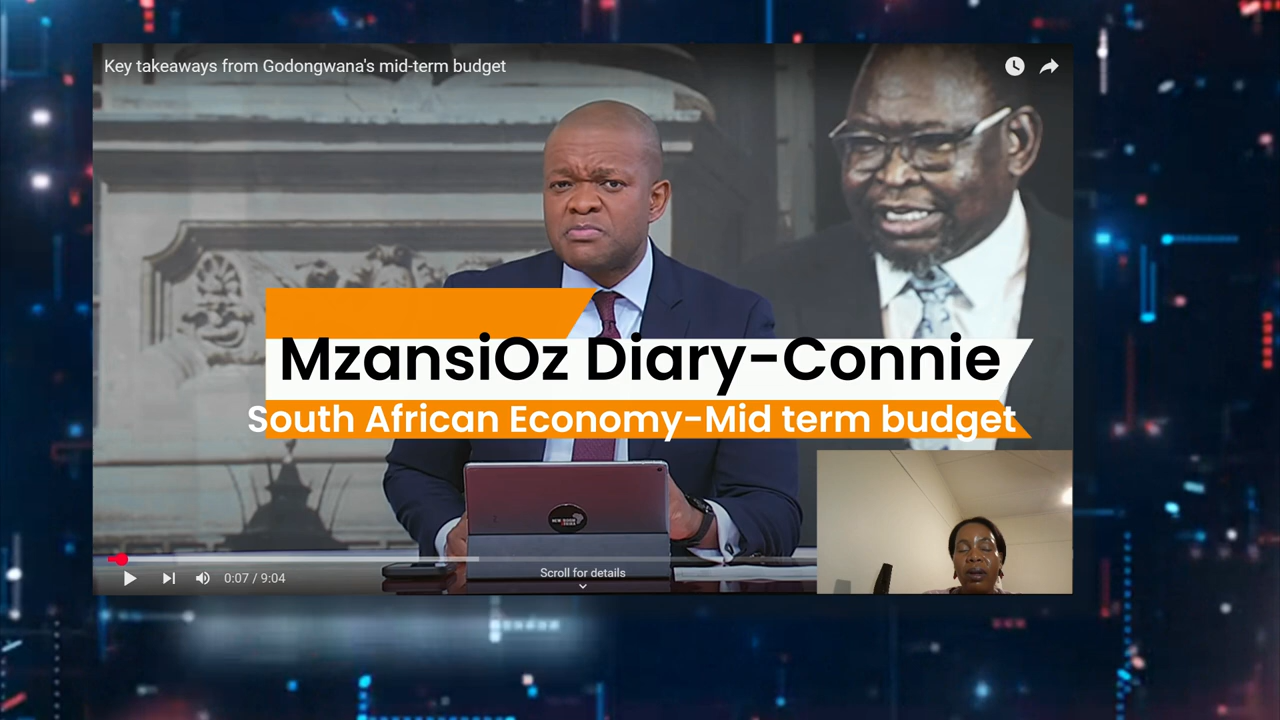 Key takeaways from Godongwana's mid-term budget
MzansiOz Diary-Connie
South African Economy-Mid term budget
0:07 / 9:04
Scroll for details